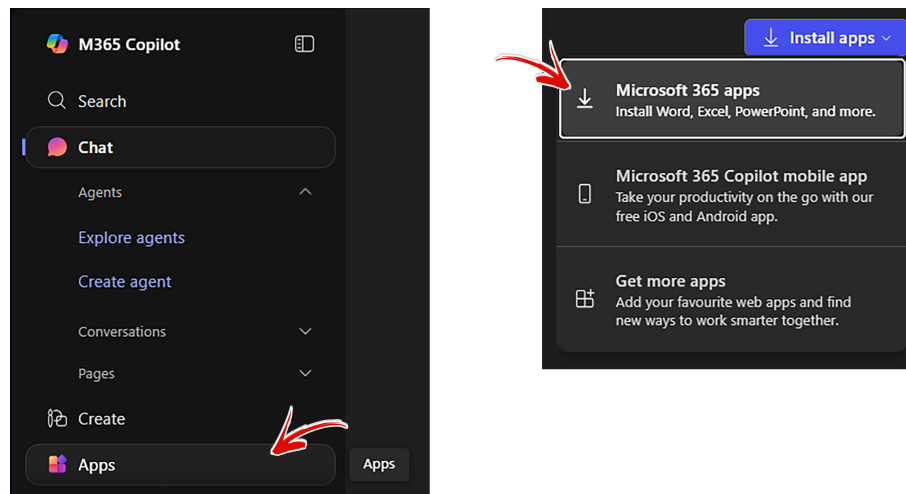 M365 Copilot
Search
Chat
Agents
Explore agents
Create agent
Conversations
Pages
Create
Apps
Apps
Install apps
Microsoft 365 apps
Install Word, Excel, PowerPoint, and more.
Microsoft 365 Copilot mobile app
Take your productivity on the go with our
free iOS and Android app.
Get more apps
Add your favourite web apps and find
new ways to work smarter together.